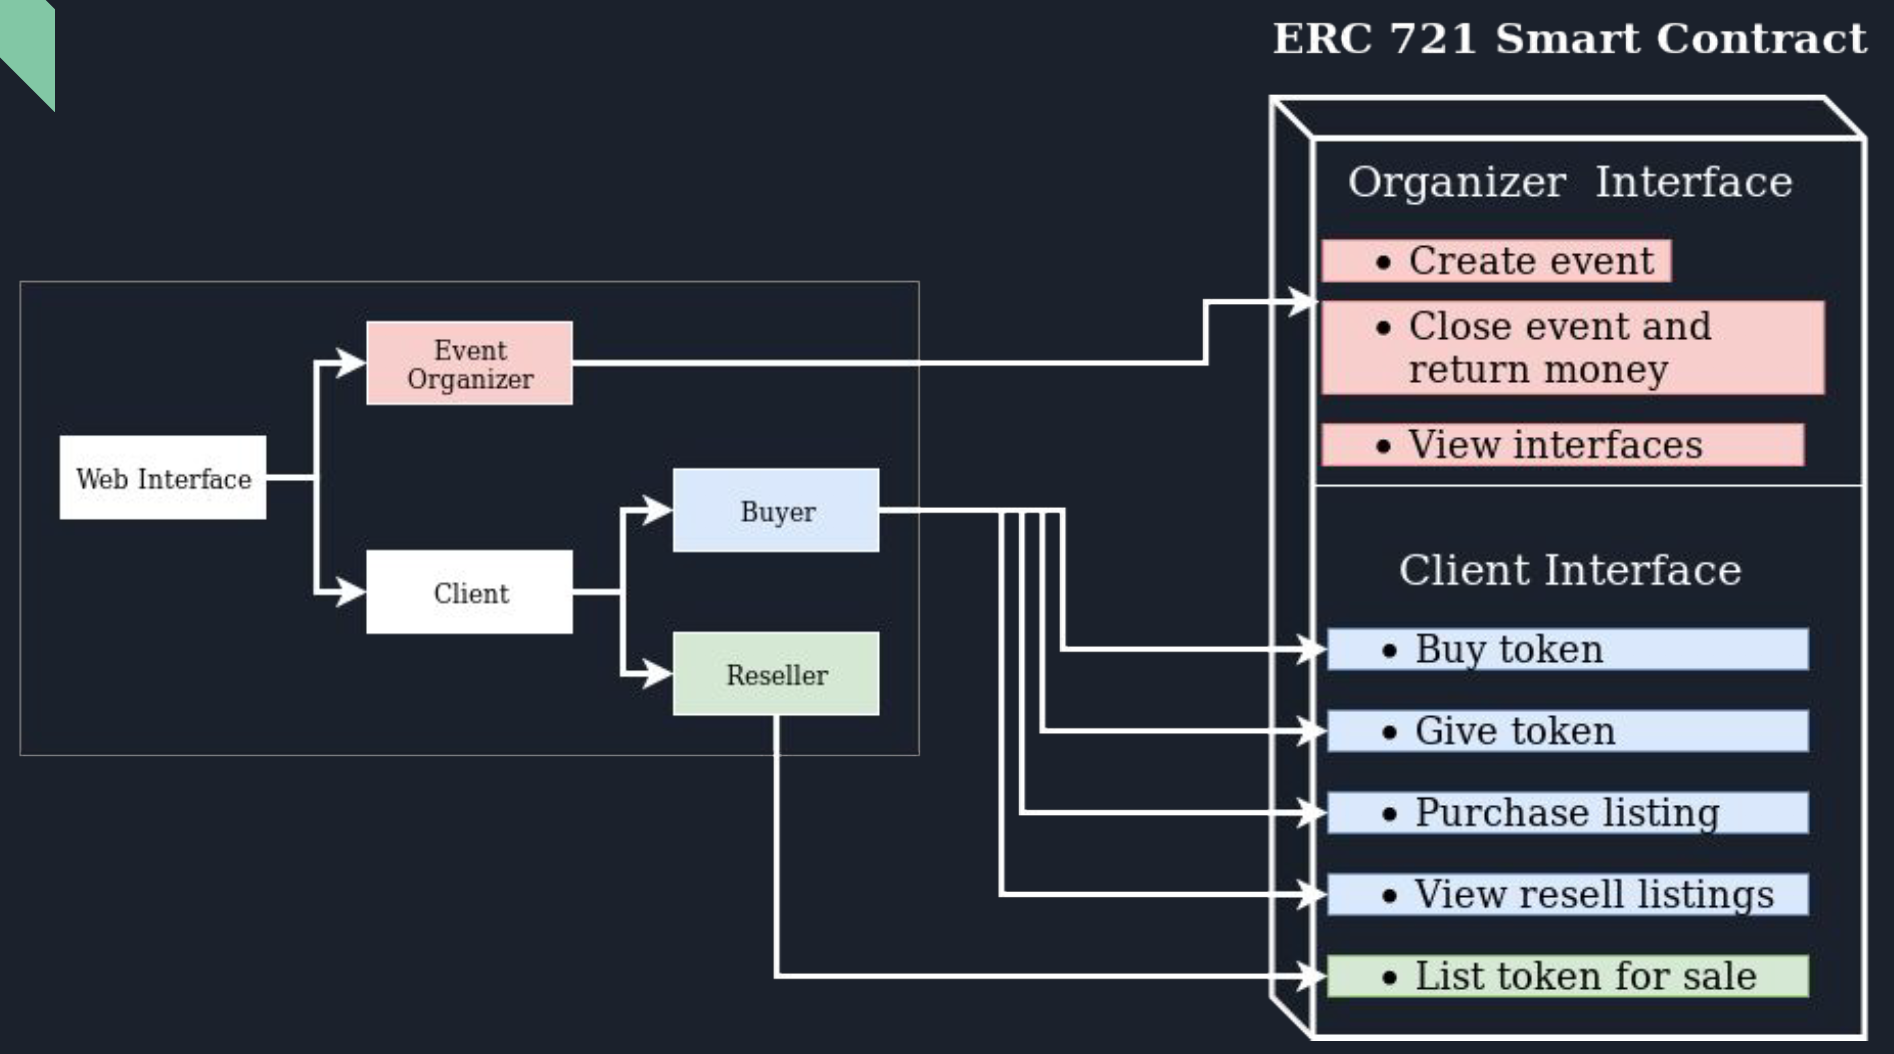 ERC 721 Smart Contract
Organizer Interface
• Create event
• Close event and
return money
• View interfaces
Event
Organizer
Web Interface
Buyer
Client
Reseller
Client Interface
• Buy token
• Give token
• Purchase listing
• View resell listings
• List token for sale